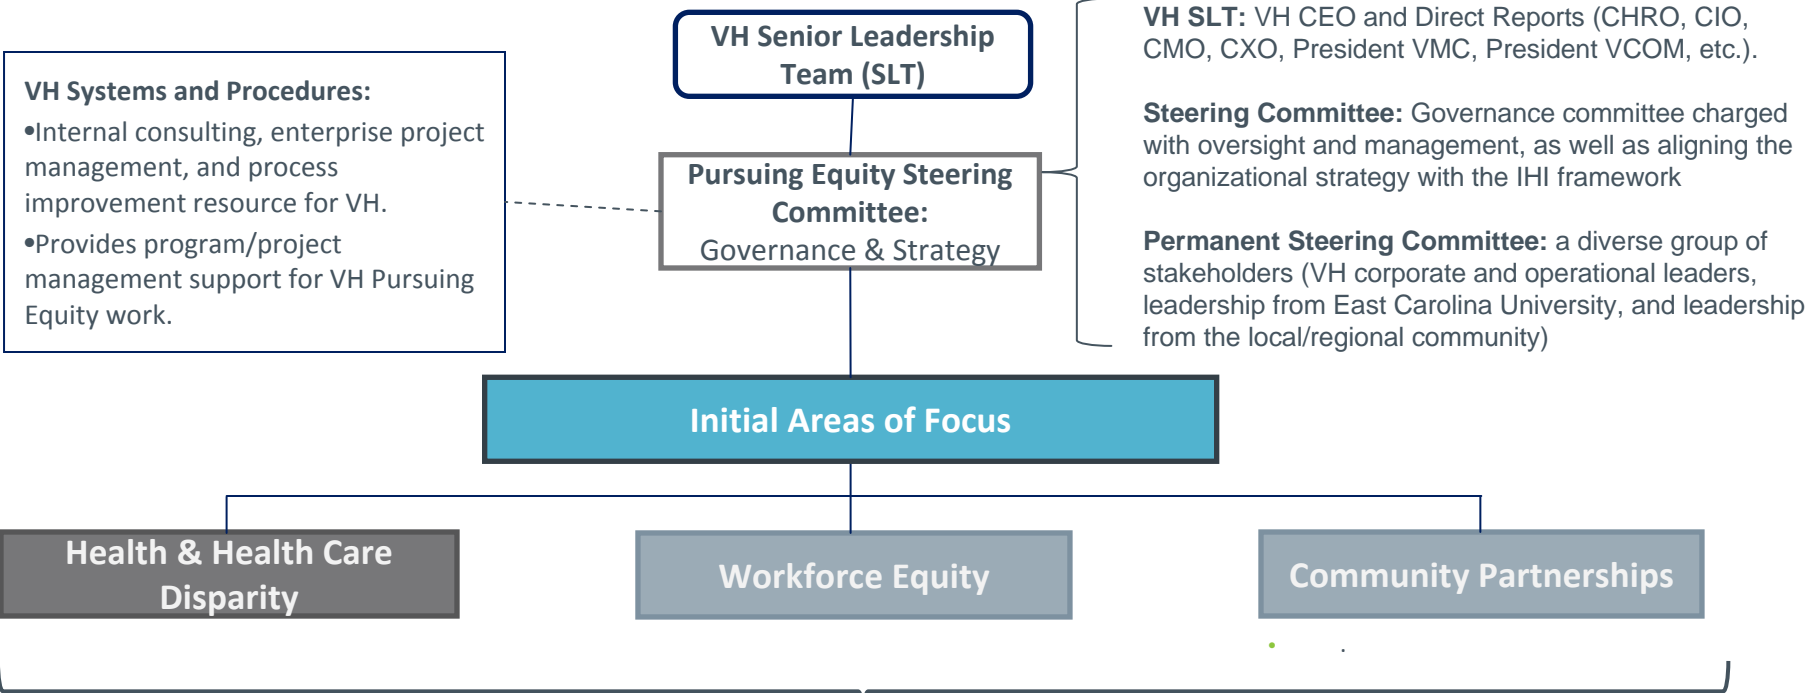 VH Senior Leadership
Team (SLT)
VH Systems and Procedures:
•Internal consulting, enterprise project
management, and process
improvement resource for VH.
•Provides program/project
management support for VH Pursuing
Equity work.
Pursuing Equity Steering
Committee:
Governance & Strategy
VH SLT: VH CEO and Direct Reports (CHRO, CIO,
CMO, CXO, President VMC, President VCOM, etc.).
Steering Committee: Governance committee charged
with oversight and management, as well as aligning the
organizational strategy with the IHI framework
Permanent Steering Committee: a diverse group of
stakeholders (VH corporate and operational leaders,
leadership from East Carolina University, and leadership
from the local/regional community)
Initial Areas of Focus
Health & Health Care
Disparity
Workforce Equity
Community Partnerships
• .